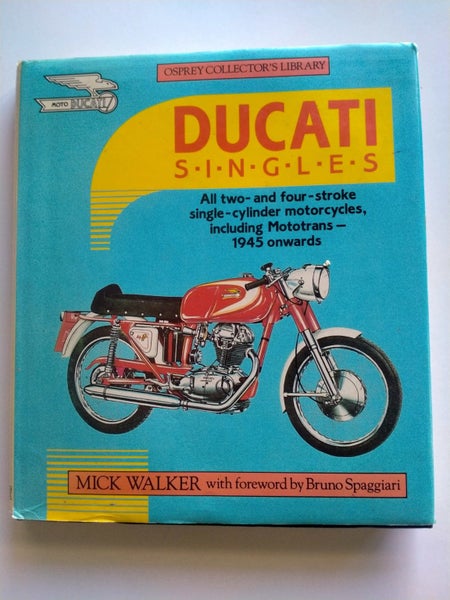 OSPREY COLLECTOR'S LIBRARY
MOTO DUCATI
DUCATI
S·I·N·G·L·E·S
All two- and four-stroke
single-cylinder motorcycles,
including Mototrans —
1945 onwards
MICK WALKER with foreword by Bruno Spaggiari